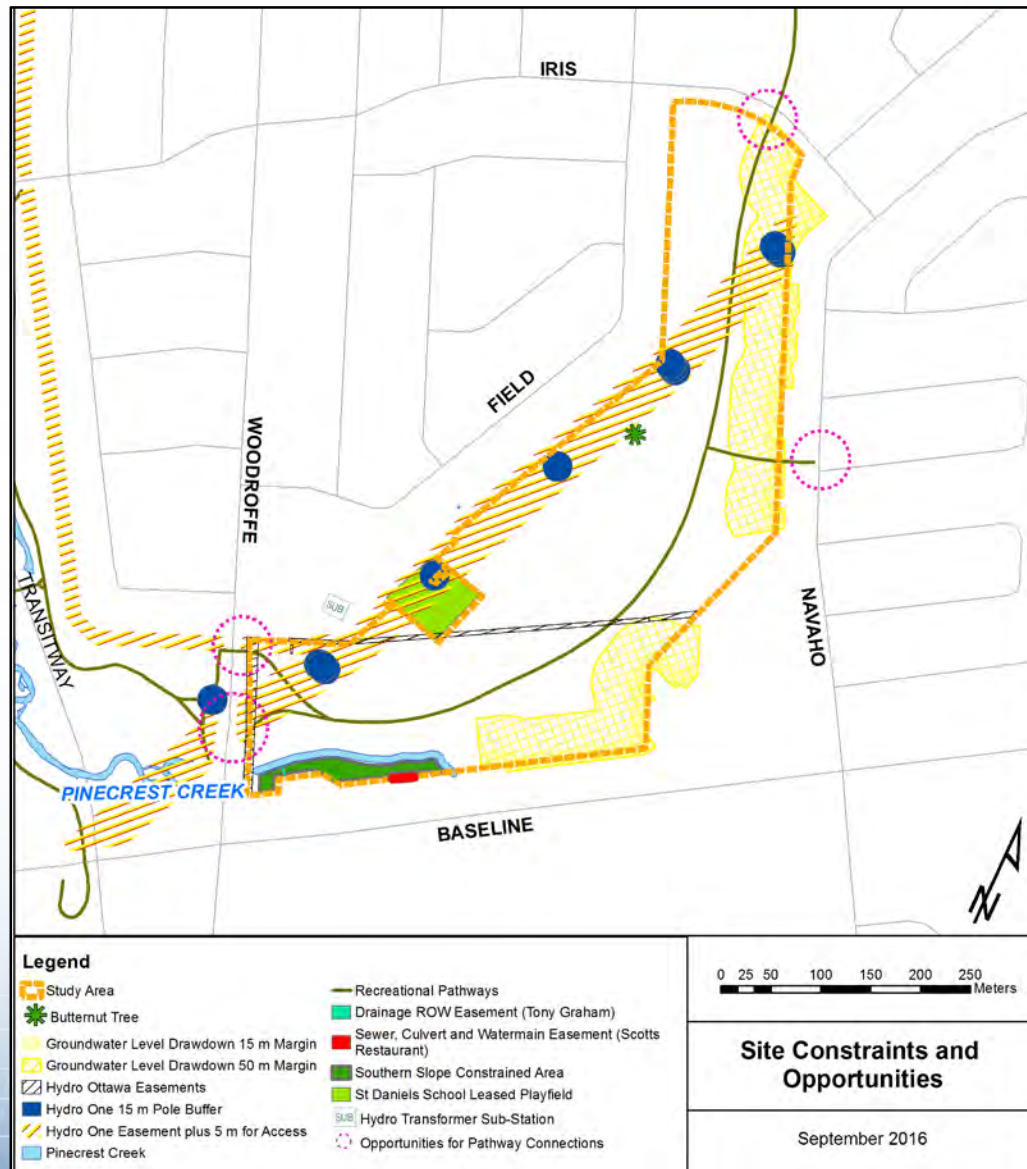 IRIS
FIELD
WOODROFFE
TRANSITWAY
SUB
NAVAHO
PINECREST CREEK
BASELINE
N
Legend
Study Area
Butternut Tree
Groundwater Level Drawdown 15 m Margin
Groundwater Level Drawdown 50 m Margin
Hydro Ottawa Easements
Hydro One 15 m Pole Buffer
Hydro One Easement plus 5 m for Access
Pinecrest Creek
Recreational Pathways
Drainage ROW Easement (Tony Graham)
Sewer, Culvert and Watermain Easement (Scotts
Restaurant)
Southern Slope Constrained Area
St Daniels School Leased Playfield
SUB Hydro Transformer Sub-Station
Opportunities for Pathway Connections
0 25 50 100 150 200 250
Meters
Site Constraints and
Opportunities
September 2016